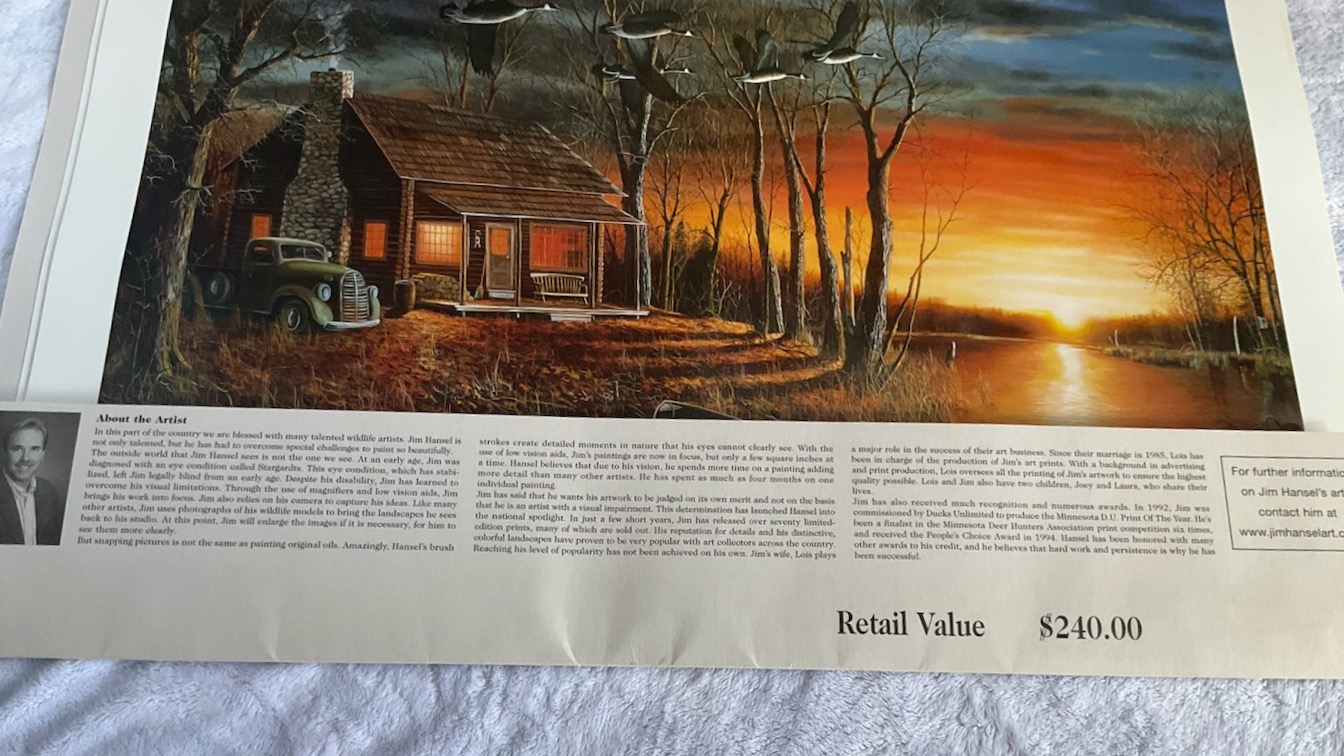 About the Artist
In this part of the country we are blessed with many talented wildlife artists. Jim Hansel is
not only talented, but he has had to overcome special challenges to paint so beautifully.
The outside world that Jim Hansel sees is not the one we see. At an early age, Jim was
diagnosed with an eye condition called Stargardts. This eye condition, which has stabi-
lized, left Jim legally blind from an early age. Despite his disability, Jim has learned to
overcome his visual limitations. Through the use of magnifiers and low vision aids, Jim
brings his work into focus. Jim also relies on his camera to capture his ideas. Like many
other artists, Jim uses photographs of his wildlife models to bring the landscapes he sees
back to his studio. At this point, Jim will enlarge the images if it is necessary, for him to
see them more clearly.
But snapping pictures is not the same as painting original oils. Amazingly, Hansel's brush
strokes create detailed moments in nature that his eyes cannot clearly see. With the
use of low vision aids, Jim's paintings are now in focus, but only a few square inches at
a time. Hansel believes that due to his vision, he spends more time on a painting adding
more detail than many other artists. He has spent as much as four months on one
individual painting.
Jim has said that he wants his artwork to be judged on its own merit and not on the basis
that he is an artist with a visual impairment. This determination has launched Hansel into
the national spotlight. In just a few short years, Jim has released over seventy limited-
edition prints, many of which are sold out. His reputation for details and his distinctive,
colorful landscapes have proven to be very popular with art collectors across the country.
Reaching his level of popularity has not been achieved on his own. Jim's wife, Lois plays
a major role in the success of their art business. Since their marriage in 1985, Lois has
been in charge of the production of Jim's art prints. With a background in advertising
and print production, Lois oversees all the printing of Jim's artwork to ensure the highest
quality possible. Lois and Jim also have two children, Joey and Laura, who share their
lives.
Jim has also received much recognition and numerous awards. In 1992, Jim was
commissioned by Ducks Unlimited to produce the Minnesota D.U. Print Of The Year. He's
been a finalist in the Minnesota Deer Hunters Association print competition six times,
and received the People's Choice Award in 1994. Hansel has been honored with many
other awards to his credit, and he believes that hard work and persistence is why he has
been successful.
For further informatio
on Jim Hansel's a
contact him at
www.jimhanselart.c
Retail Value $240.00